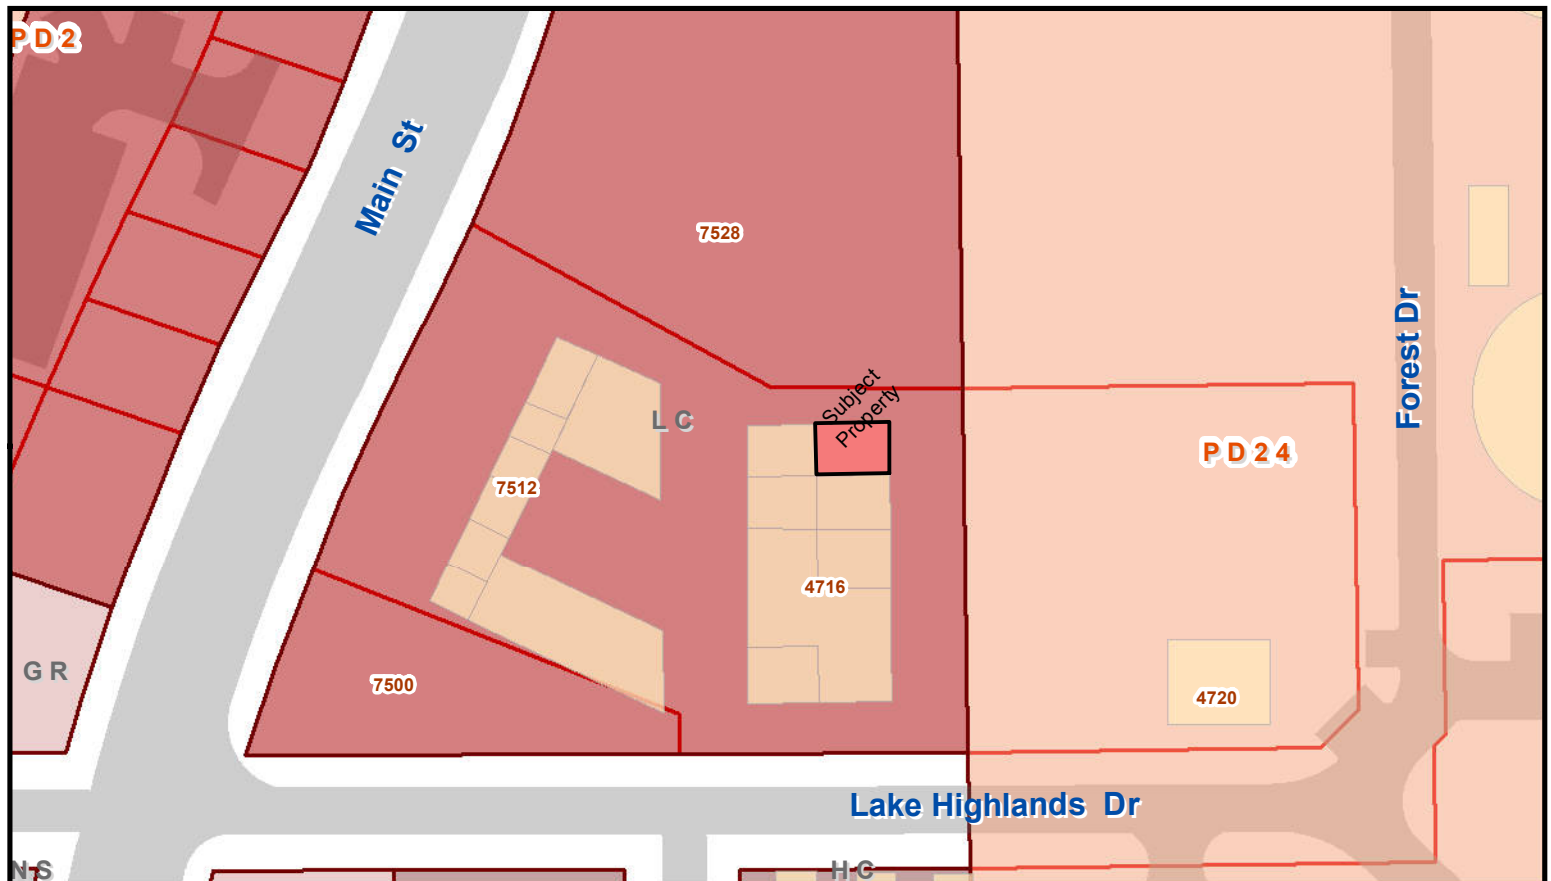 PD2
Main St
7528
Forest Dr
Subject
Property
LC
PD24
7512
4716
GR
7500
4720
Lake Highlands Dr
NS
HC